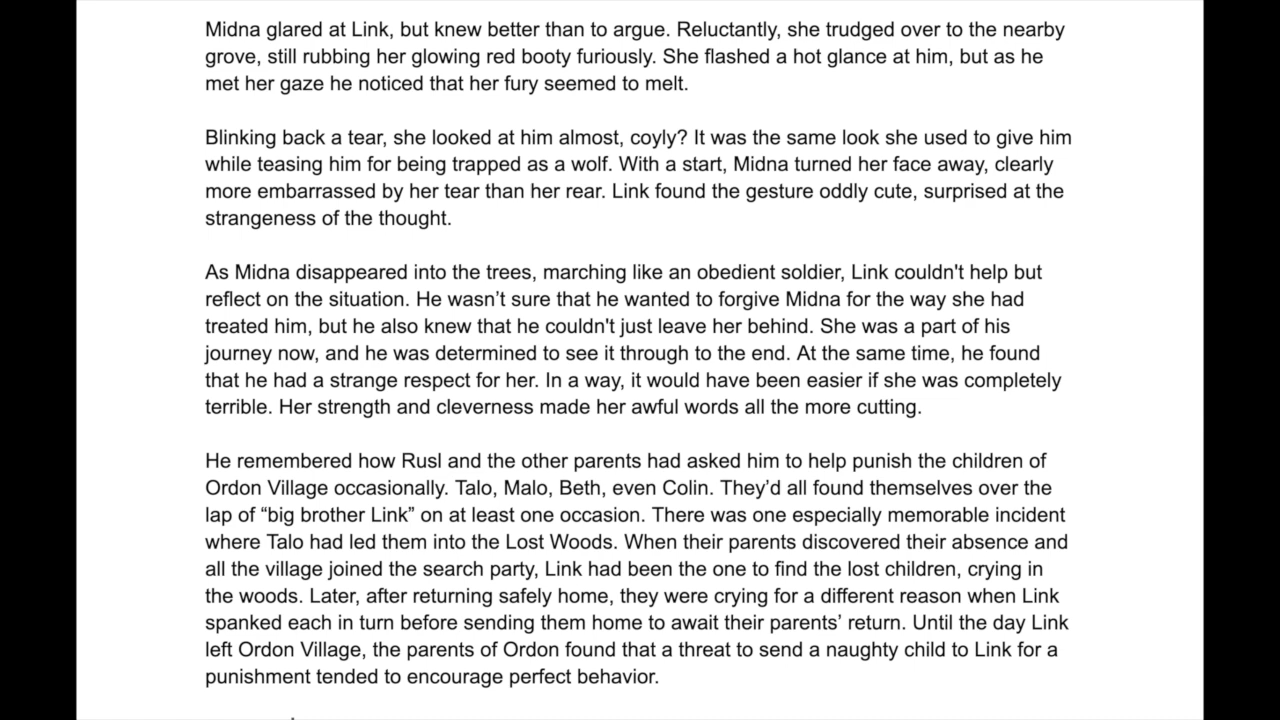 Midna glared at Link, but knew better than to argue. Reluctantly, she trudged over to the nearby
grove, still rubbing her glowing red booty furiously. She flashed a hot glance at him, but as he
met her gaze he noticed that her fury seemed to melt.
Blinking back a tear, she looked at him almost, coyly? It was the same look she used to give him
while teasing him for being trapped as a wolf. With a start, Midna turned her face away, clearly
more embarrassed by her tear than her rear. Link found the gesture oddly cute, surprised at the
strangeness of the thought.
As Midna disappeared into the trees, marching like an obedient soldier, Link couldn't help but
reflect on the situation. He wasn’t sure that he wanted to forgive Midna for the way she had
treated him, but he also knew that he couldn't just leave her behind. She was a part of his
journey now, and he was determined to see it through to the end. At the same time, he found
that he had a strange respect for her. In a way, it would have been easier if she was completely
terrible. Her strength and cleverness made her awful words all the more cutting.
He remembered how Rusl and the other parents had asked him to help punish the children of
Ordon Village occasionally. Talo, Malo, Beth, even Colin. They’d all found themselves over the
lap of “big brother Link” on at least one occasion. There was one especially memorable incident
where Talo had led them into the Lost Woods. When their parents discovered their absence and
all the village joined the search party, Link had been the one to find the lost children, crying in
the woods. Later, after returning safely home, they were crying for a different reason when Link
spanked each in turn before sending them home to await their parents’ return. Until the day Link
left Ordon Village, the parents of Ordon found that a threat to send a naughty child to Link for a
punishment tended to encourage perfect behavior.